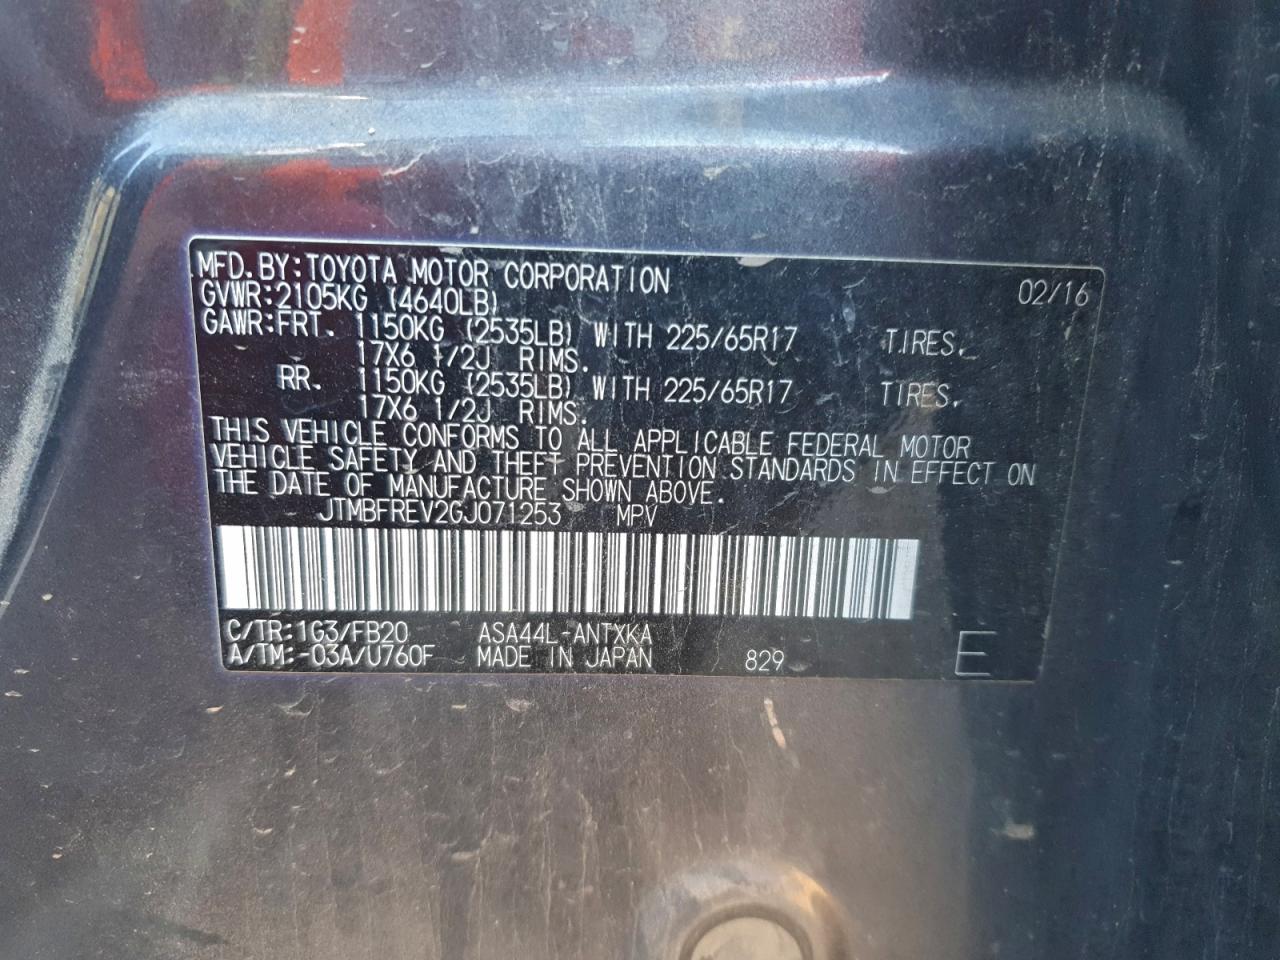 MFD.BY:TOYOTA MOTOR CORPORATION 02/16
GVWR:2105KG (4640LB)
GAWR:FRT. 1150KG (2535LB) WITH 225/65R17 TIRES,
17X6 1/2J RIMS.
RR. 1150KG (2535LB) WITH 225/65R17 TIRES,
17X6 1/2J RIMS.
THIS VEHICLE CONFORMS TO ALL APPLICABLE FEDERAL MOTOR
VEHICLE SAFETY AND THEFT PREVENTION STANDARDS IN EFFECT ON
THE DATE OF MANUFACTURE SHOWN ABOVE.
JTMBFREV2GJ071253 MPV
C/TR:1G3/FB20 ASA44L-ANTXKA
A/TM:-03A/U760F MADE IN JAPAN 829 E